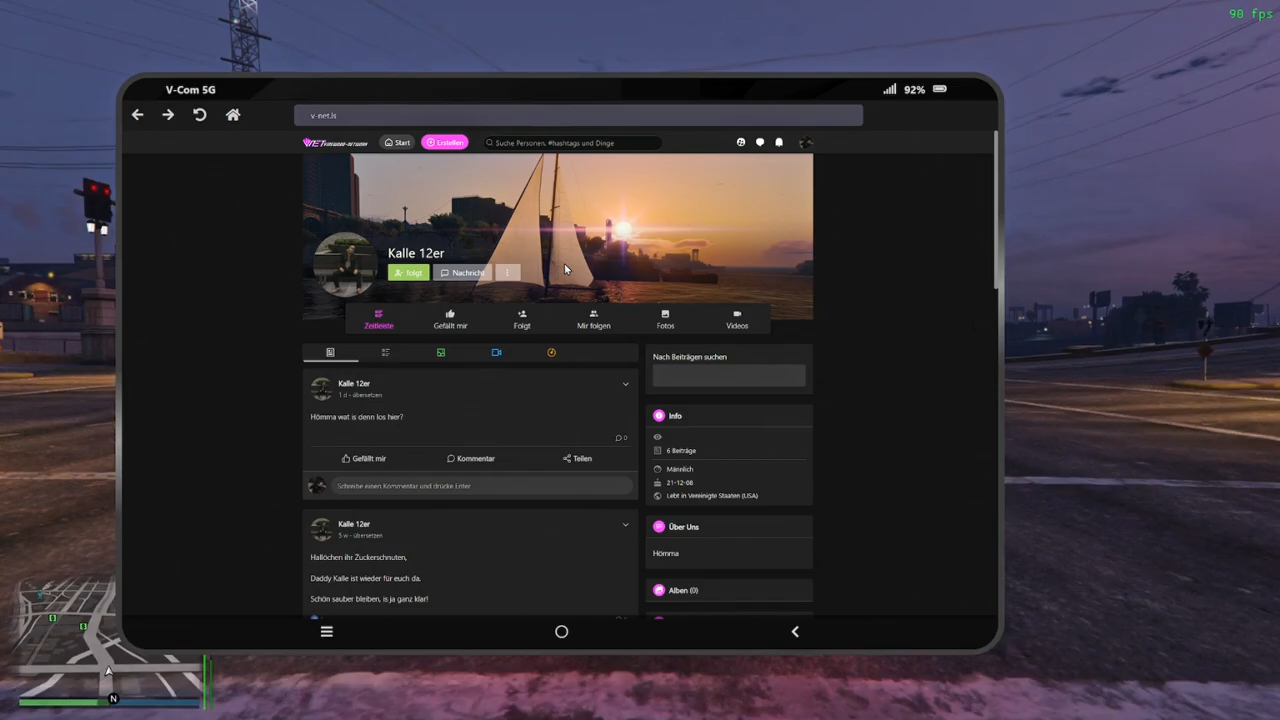 90 fps
V-Com 5G
92%
v-net.ls
VNET
Start
Erstellen
Suche Personen, #hashtags und Dinge
Kalle 12er
folgt
Nachricht
Zeitleiste
Gefällt mir
Folgt
Mir folgen
Fotos
Videos
Kalle 12er
1 d - übersetzen
Hömma wat is denn los hier?
0
Gefällt mir
Kommentar
Teilen
Schreibe einen Kommentar und drücke Enter
Kalle 12er
5 w - übersetzen
Hallöchen ihr Zuckerschnuten,
Daddy Kalle ist wieder für euch da.
Schön sauber bleiben, is ja ganz klar!
Nach Beiträgen suchen
Info
6 Beiträge
Männlich
21-12-06
Lebt in Vereinigte Staaten (USA)
Über Uns
Hömma
Alben (0)
N